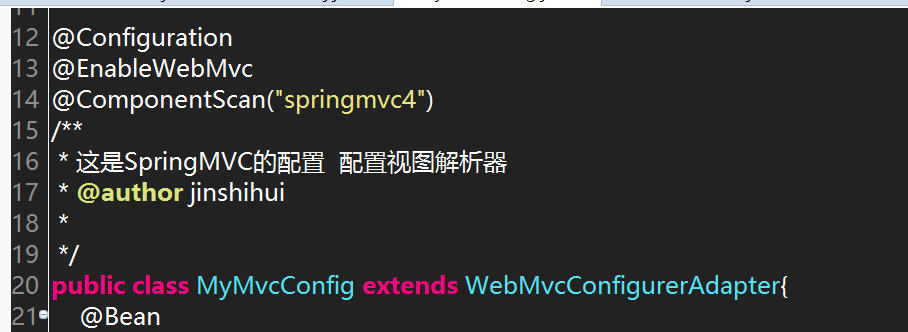 12 @Configuration
13 @EnableWebMvc
14 @ComponentScan("springmvc4")
15 /**
16  * 这是SpringMVC的配置  配置视图解析器
17  * @author jinshihui
18  *
19  */
20 public class MyMvcConfig extends WebMvcConfigurerAdapter{
21     @Bean